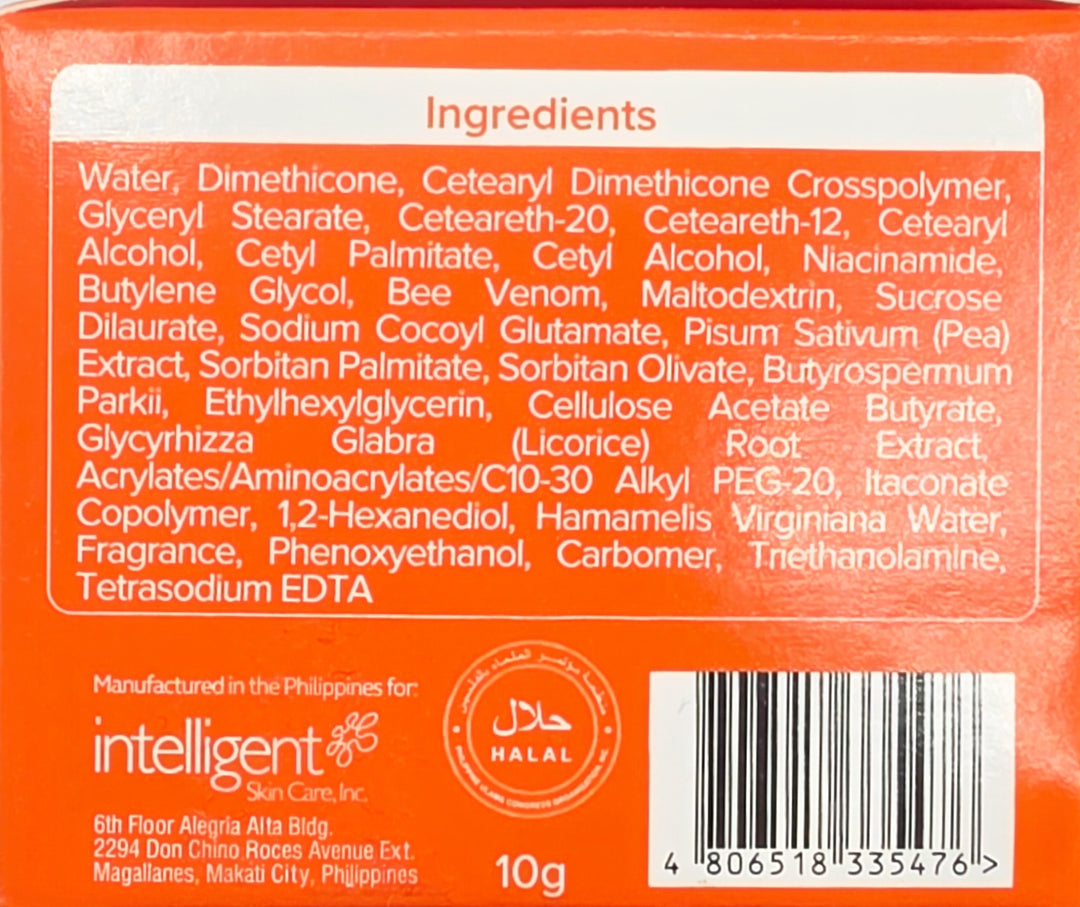 Ingredients
Water, Dimethicone, Cetearyl Dimethicone Crosspolymer,
Glyceryl Stearate, Ceteareth-20, Ceteareth-12, Cetearyl
Alcohol, Cetyl Palmitate, Cetyl Alcohol, Niacinamide,
Butylene Glycol, Bee Venom, Maltodextrin, Sucrose
Dilaurate, Sodium Cocoyl Glutamate, Pisum Sativum (Pea)
Extract, Sorbitan Palmitate, Sorbitan Olivate, Butyrospermum
Parkii, Ethylhexylglycerin, Cellulose Acetate Butyrate,
Glycyrhizza Glabra (Licorice) Root Extract,
Acrylates/Aminoacrylates/C10-30 Alkyl PEG-20, Itaconate
Copolymer, 1,2-Hexanediol, Hamamelis Virginiana Water,
Fragrance, Phenoxyethanol, Carbomer, Triethanolamine,
Tetrasodium EDTA
Manufactured in the Philippines for:
intelligent
Skin Care, Inc.
6th Floor Alegria Alta Bldg.
2294 Don Chino Roces Avenue Ext.
Magallanes, Makati City, Philippines
حلال
HALAL
PHILIPPINE ULAMA CONGRESS ORGANIZATION, INC.
10g
4 806518 335476 >